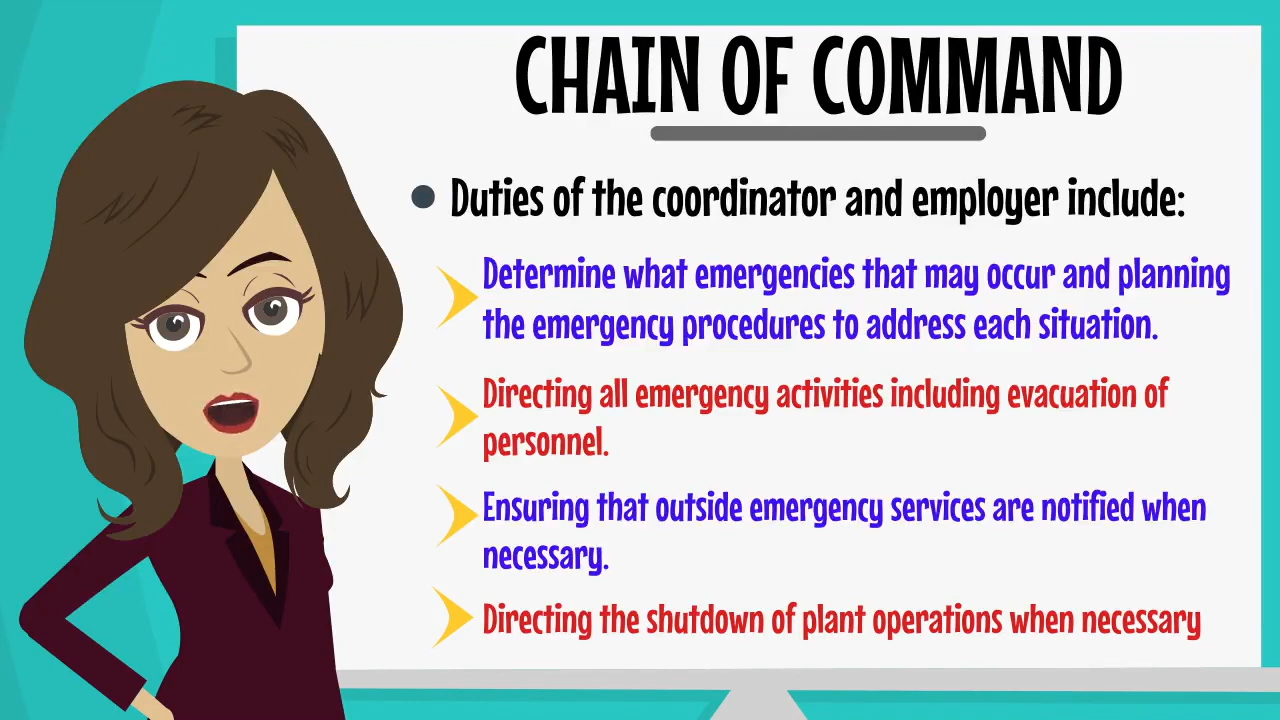 CHAIN OF COMMAND
Duties of the coordinator and employer include:
Determine what emergencies that may occur and planning
the emergency procedures to address each situation.
Directing all emergency activities including evacuation of
personnel.
Ensuring that outside emergency services are notified when
necessary.
Directing the shutdown of plant operations when necessary